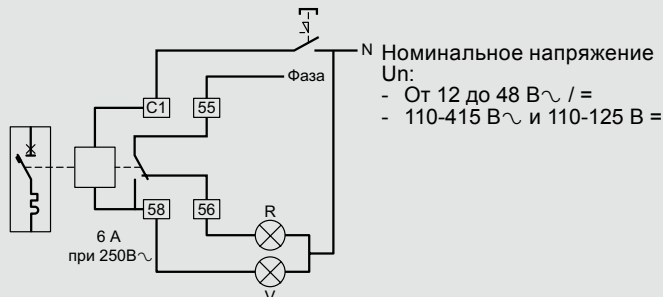 N
Фаза
C1
55
58
56
R
V
6 A
при 250В∿
Номинальное напряжение
Un:
- От 12 до 48 В∿ / =
- 110-415 В∿ и 110-125 В =